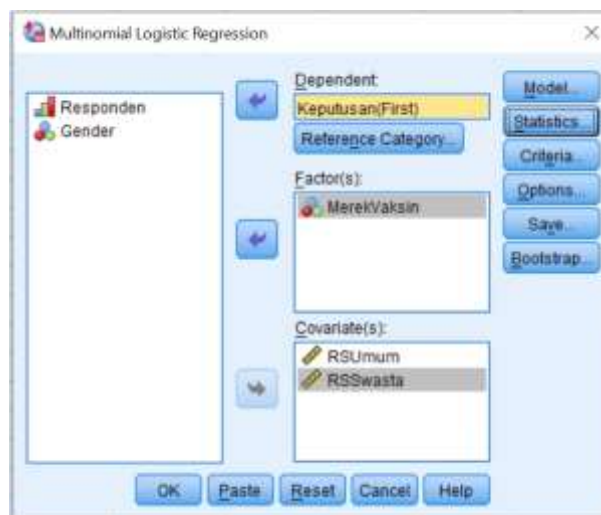 Multinomial Logistic Regression
Responden
Gender
Dependent:
Keputusan(First)
Reference Category...
Factor(s):
MerekVaksin
Covariate(s):
RSUmum
RSSwasta
Model...
Statistics...
Criteria...
Options...
Save...
Bootstrap...
OK
Paste
Reset
Cancel
Help